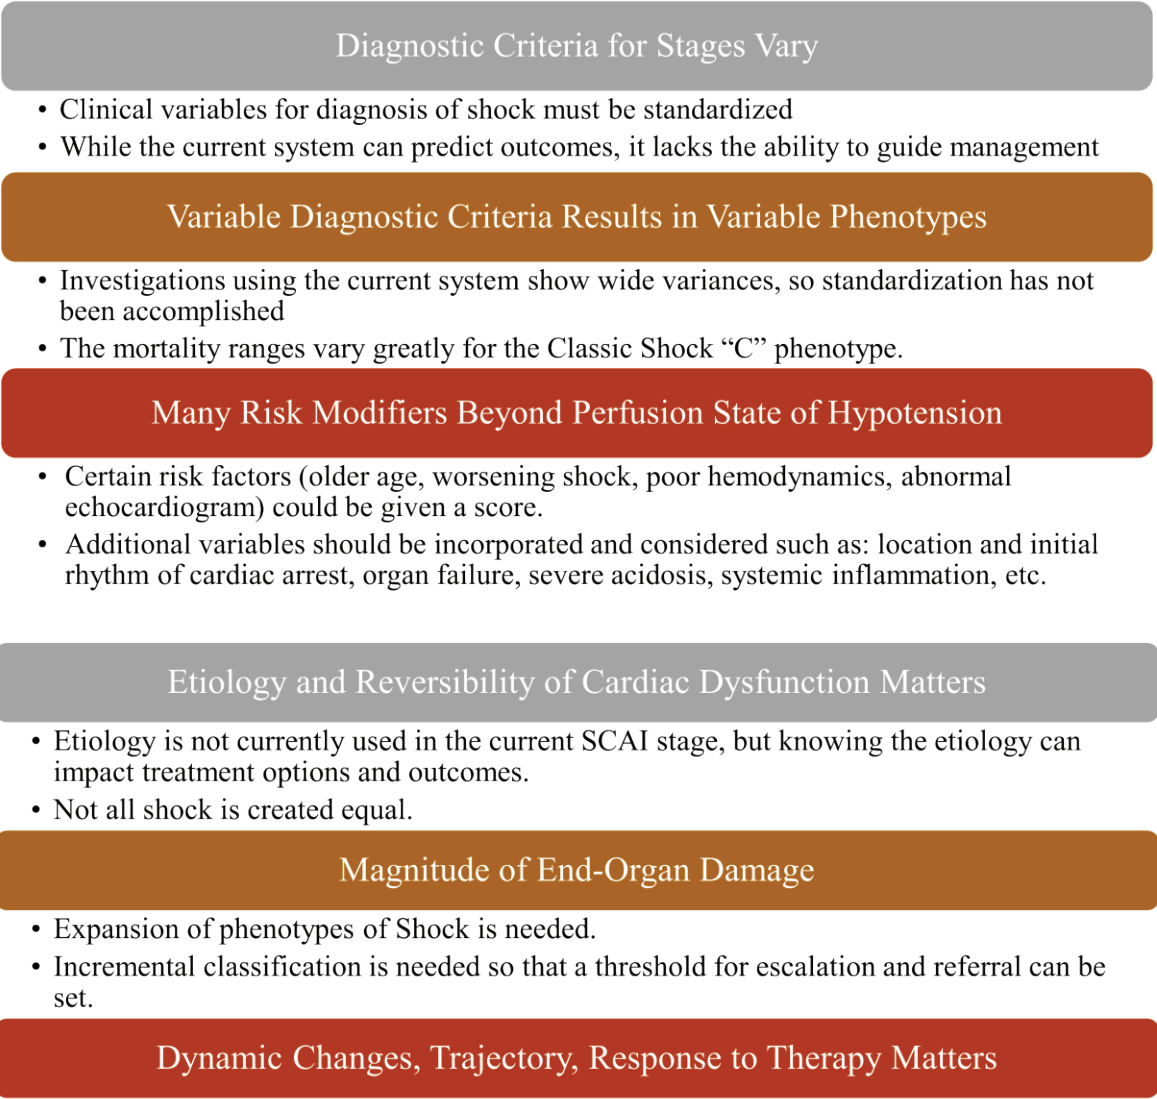 Diagnostic Criteria for Stages Vary
• Clinical variables for diagnosis of shock must be standardized
• While the current system can predict outcomes, it lacks the ability to guide management
Variable Diagnostic Criteria Results in Variable Phenotypes
• Investigations using the current system show wide variances, so standardization has not
been accomplished
• The mortality ranges vary greatly for the Classic Shock “C” phenotype.
Many Risk Modifiers Beyond Perfusion State of Hypotension
• Certain risk factors (older age, worsening shock, poor hemodynamics, abnormal
echocardiogram) could be given a score.
• Additional variables should be incorporated and considered such as: location and initial
rhythm of cardiac arrest, organ failure, severe acidosis, systemic inflammation, etc.
Etiology and Reversibility of Cardiac Dysfunction Matters
• Etiology is not currently used in the current SCAI stage, but knowing the etiology can
impact treatment options and outcomes.
• Not all shock is created equal.
Magnitude of End-Organ Damage
• Expansion of phenotypes of Shock is needed.
• Incremental classification is needed so that a threshold for escalation and referral can be
set.
Dynamic Changes, Trajectory, Response to Therapy Matters